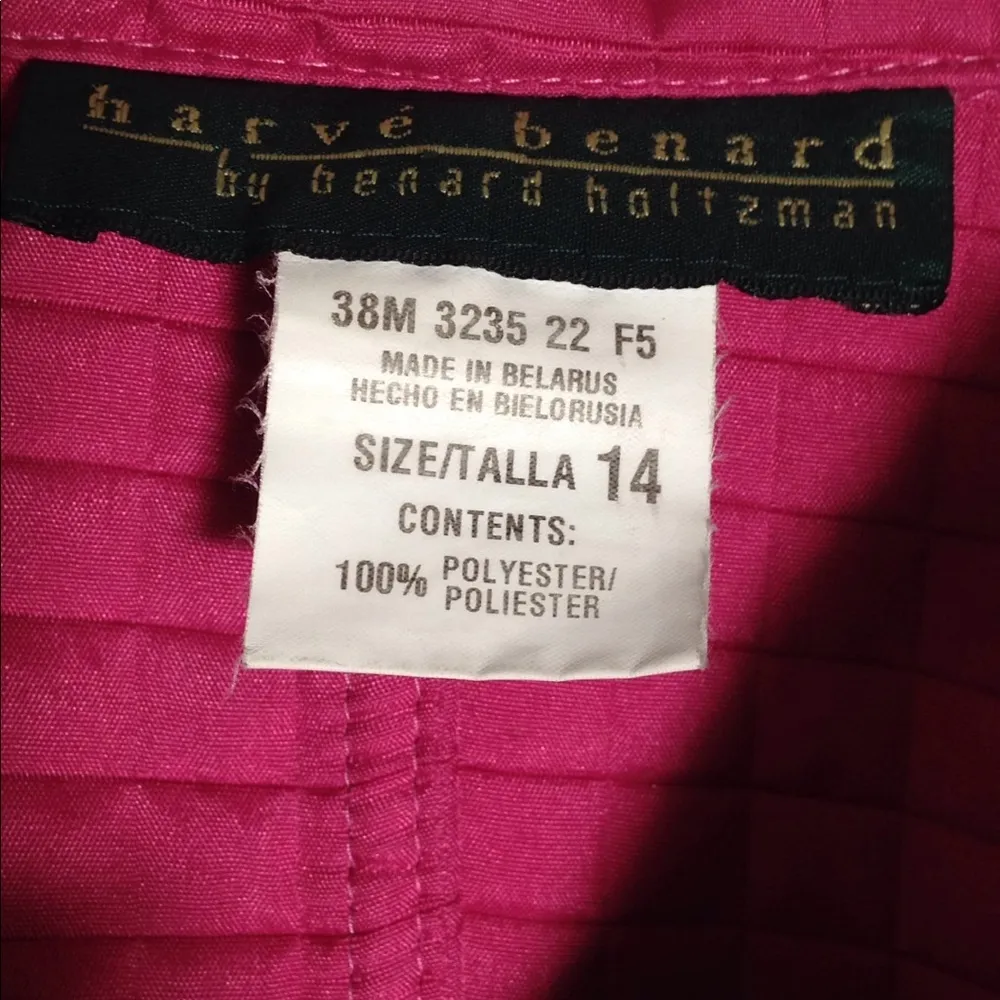 harvé benard
by benard holtzman
38M 3235 22 F5
MADE IN BELARUS
HECHO EN BIELORUSIA
SIZE/TALLA 14
CONTENTS:
100% POLYESTER/
POLIESTER